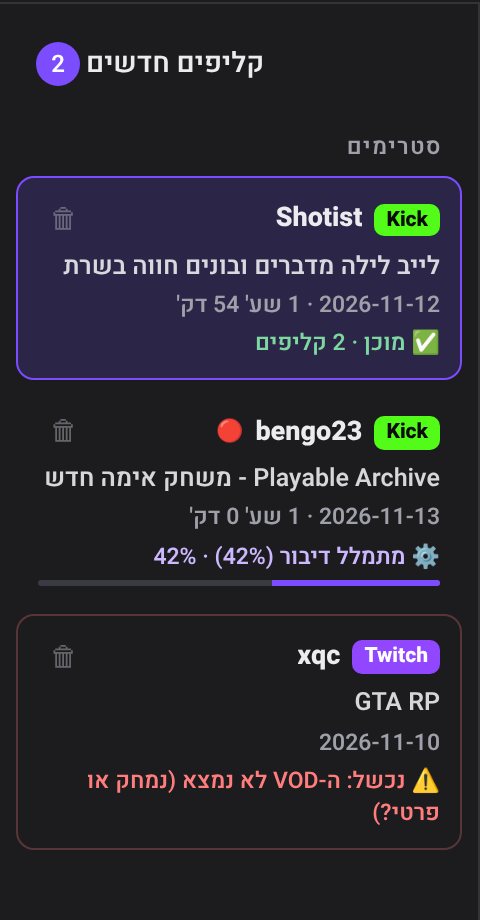 קליפים חדשים 2
סטרימים
Kick Shotist
לייב לילה מדברים ובונים חווה בשרת
2026-11-12 · 1 שע' 54 דק'
✅ מוכן · 2 קליפים
Kick bengo23 🔴
Playable Archive - משחק אימה חדש
2026-11-13 · 1 שע' 0 דק'
⚙️ מתמלל דיבור (42%) · 42%
Twitch xqc
GTA RP
2026-11-10
⚠️ נכשל: ה-VOD לא נמצא (נמחק או
פרטי?)